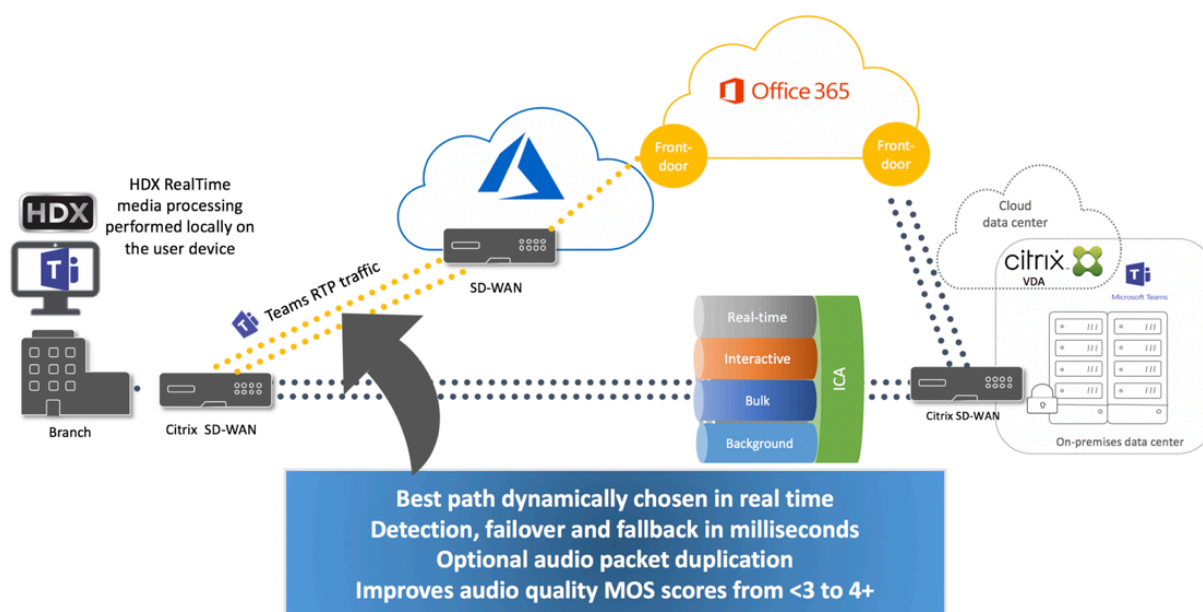 Office 365
Front-
door
Front-
door
HDX
HDX RealTime
media processing
performed locally on
the user device
T
Cloud
data center
citrix
VDA
T
Microsoft Teams
SD-WAN
T
Teams RTP traffic
Real-time
Interactive
Bulk
Background
ICA
Branch
Citrix SD-WAN
Citrix SD-WAN
On-premises data center
Best path dynamically chosen in real time
Detection, failover and fallback in milliseconds
Optional audio packet duplication
Improves audio quality MOS scores from <3 to 4+